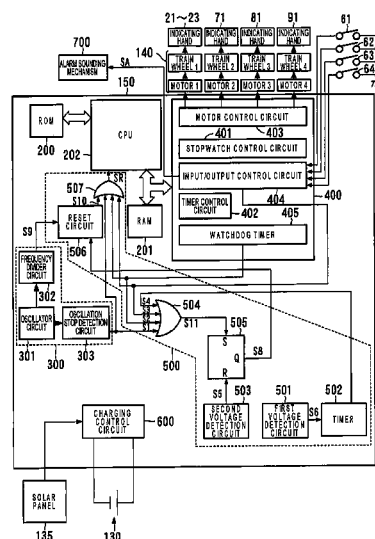 21~23 71 81 91
700
ALARM SOUNDING
MECHANISM
SA
140
INDICATING
HAND
INDICATING
HAND
INDICATING
HAND
INDICATING
HAND
TRAIN
WHEEL 1
TRAIN
WHEEL 2
TRAIN
WHEEL 3
TRAIN
WHEEL 4
MOTOR 1
MOTOR 2
MOTOR 3
MOTOR 4
61
62
63
64
7
150
ROM
200
CPU
202
SR
507
S10
RAM
201
MOTOR CONTROL CIRCUIT
401
403
STOPWATCH CONTROL CIRCUIT
INPUT/OUTPUT CONTROL CIRCUIT
404
400
TIMER CONTROL
CIRCUIT
402
405
WATCHDOG TIMER
S9
RESET
CIRCUIT
506
FREQUENCY
DIVIDER
CIRCUIT
302
OSCILLATOR
CIRCUIT
301
OSCILLATION
STOP DETECTION
CIRCUIT
303
300
S4
S3
S2
S1
504
S11
500
505
S
Q
R
S8
S5
SECOND
VOLTAGE
DETECTION
CIRCUIT
503
501
FIRST
VOLTAGE
DETECTION
CIRCUIT
S6
502
TIMER
CHARGING
CONTROL
CIRCUIT
600
SOLAR
PANEL
135
130